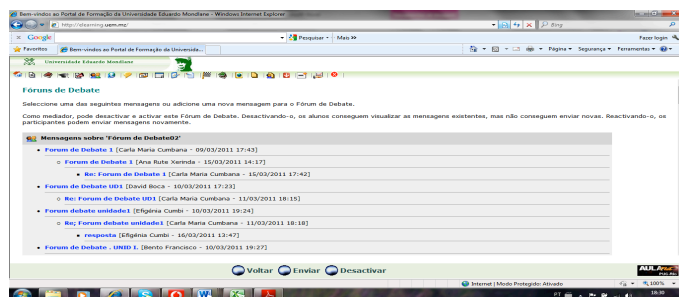 Bem-vindos ao Portal de Formação da Universidade Eduardo Mondlane - Windows Internet Explorer
http://elearning.uem.mz/
Bing
Google
Pesquisar
Mais >>
Fazer login
Favoritos
Bem-vindos ao Portal de Formação da Universida...
Página
Segurança
Ferramentas
Universidade Eduardo Mondlane
Fóruns de Debate
Seleccione uma das seguintes mensagens ou adicione uma nova mensagem para o Fórum de Debate.
Como mediador, pode desactivar e activar este Fórum de Debate. Desactivando-o, os alunos conseguem visualizar as mensagens existentes, mas não conseguem enviar novas. Reactivando-o, os
participantes podem enviar mensagens novamente.
Mensagens sobre 'Fórum de Debate02'
Forum de Debate 1 [Carla Maria Cumbana - 09/03/2011 17:43]
Forum de Debate 1 [Ana Rute Xerinda - 15/03/2011 14:17]
Re: Forum de Debate 1 [Carla Maria Cumbana - 15/03/2011 17:42]
Forum de Debate UD1 [David Boca - 10/03/2011 17:23]
Re: Forum de Debate UD1 [Carla Maria Cumbana - 11/03/2011 18:15]
Forum debate unidade1 [Efigénia Cumbi - 10/03/2011 19:24]
Re; Forum debate unidade1 [Carla Maria Cumbana - 11/03/2011 18:18]
resposta [Efigénia Cumbi - 16/03/2011 13:47]
Forum de Debate . UNID I. [Bento Francisco - 10/03/2011 19:27]
Voltar Enviar Desactivar
AULA
PUC Rio
Internet | Modo Protegido: Ativado
100%
PT
18:30